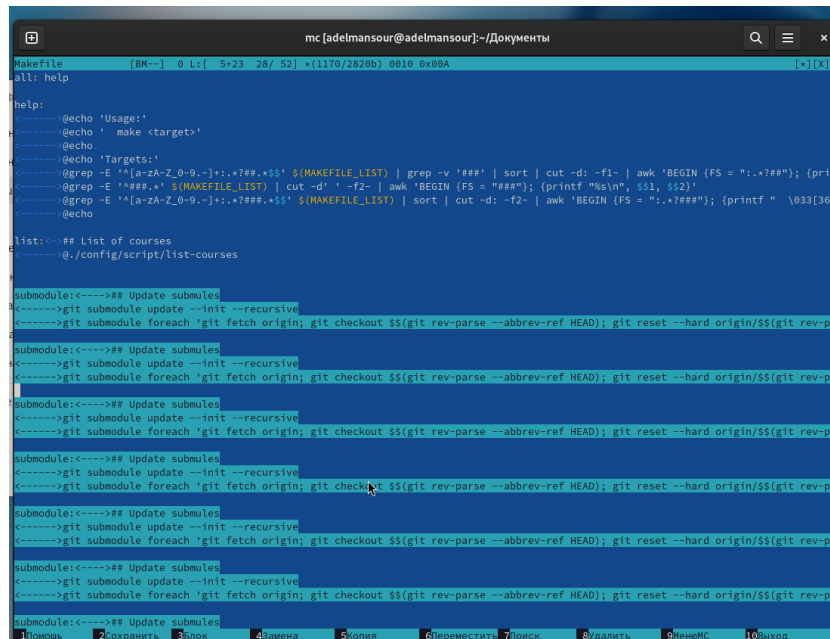 mc [adelmansour@adelmansour]:~/Документы
Makefile [BM--] 0 L:[ 5+23 28/ 52] *(1170/2820b) 0010 0x00A [*][X]
all: help
help:
<------>@echo 'Usage:'
<------>@echo ' make <target>'
<------>@echo.
<------>@echo 'Targets:'
<------>@grep -E '^[a-zA-Z_0-9.-]+:.*?##.*$$' $(MAKEFILE_LIST) | grep -v '###' | sort | cut -d: -f1- | awk 'BEGIN {FS = ":.*?##"}; {pri
<------>@grep -E '^###.*' $(MAKEFILE_LIST) | cut -d' ' -f2- | awk 'BEGIN {FS = "###"}; {printf "%s\n", $$1, $$2}'
<------>@grep -E '^[a-zA-Z_0-9.-]+:.*?###.*$$' $(MAKEFILE_LIST) | sort | cut -d: -f2- | awk 'BEGIN {FS = ":.*?###"}; {printf " \033[36
<------>@echo
list:<->## List of courses
<------>@./config/script/list-courses
submodule:<---->## Update submules
<------>git submodule update --init --recursive
<------>git submodule foreach 'git fetch origin; git checkout $$(git rev-parse --abbrev-ref HEAD); git reset --hard origin/$$(git rev-p
submodule:<---->## Update submules
<------>git submodule update --init --recursive
<------>git submodule foreach 'git fetch origin; git checkout $$(git rev-parse --abbrev-ref HEAD); git reset --hard origin/$$(git rev-p
submodule:<---->## Update submules
<------>git submodule update --init --recursive
<------>git submodule foreach 'git fetch origin; git checkout $$(git rev-parse --abbrev-ref HEAD); git reset --hard origin/$$(git rev-p
submodule:<---->## Update submules
<------>git submodule update --init --recursive
<------>git submodule foreach 'git fetch origin; git checkout $$(git rev-parse --abbrev-ref HEAD); git reset --hard origin/$$(git rev-p
submodule:<---->## Update submules
<------>git submodule update --init --recursive
<------>git submodule foreach 'git fetch origin; git checkout $$(git rev-parse --abbrev-ref HEAD); git reset --hard origin/$$(git rev-p
submodule:<---->## Update submules
<------>git submodule update --init --recursive
<------>git submodule foreach 'git fetch origin; git checkout $$(git rev-parse --abbrev-ref HEAD); git reset --hard origin/$$(git rev-p
submodule:<---->## Update submules
1Помощь 2Сохранить 3Блок 4Замена 5Копия 6Переместить 7Поиск 8Удалить 9МенюМС 10Выход